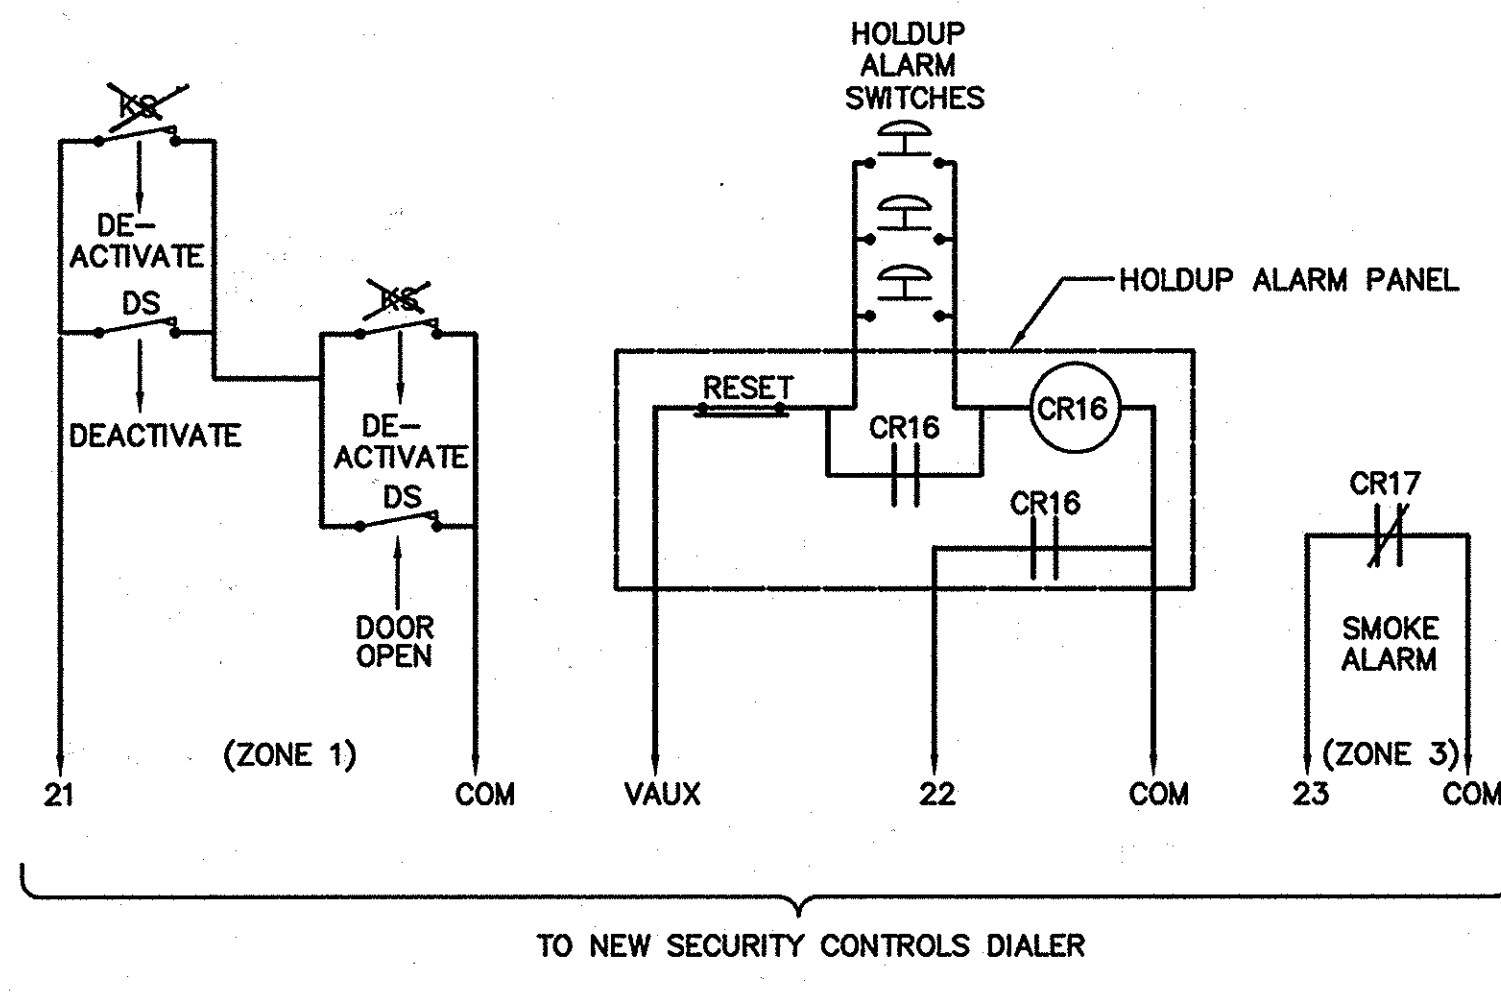 HOLDUP
ALARM
SWITCHES
KS
DE-
ACTIVATE
DS
DEACTIVATE
KS
DE-
ACTIVATE
DS
DOOR
OPEN
HOLDUP ALARM PANEL
RESET
CR16
CR16
CR16
CR17
SMOKE
ALARM
(ZONE 1)
(ZONE 3)
21
COM
VAUX
22
COM
23
COM
TO NEW SECURITY CONTROLS DIALER